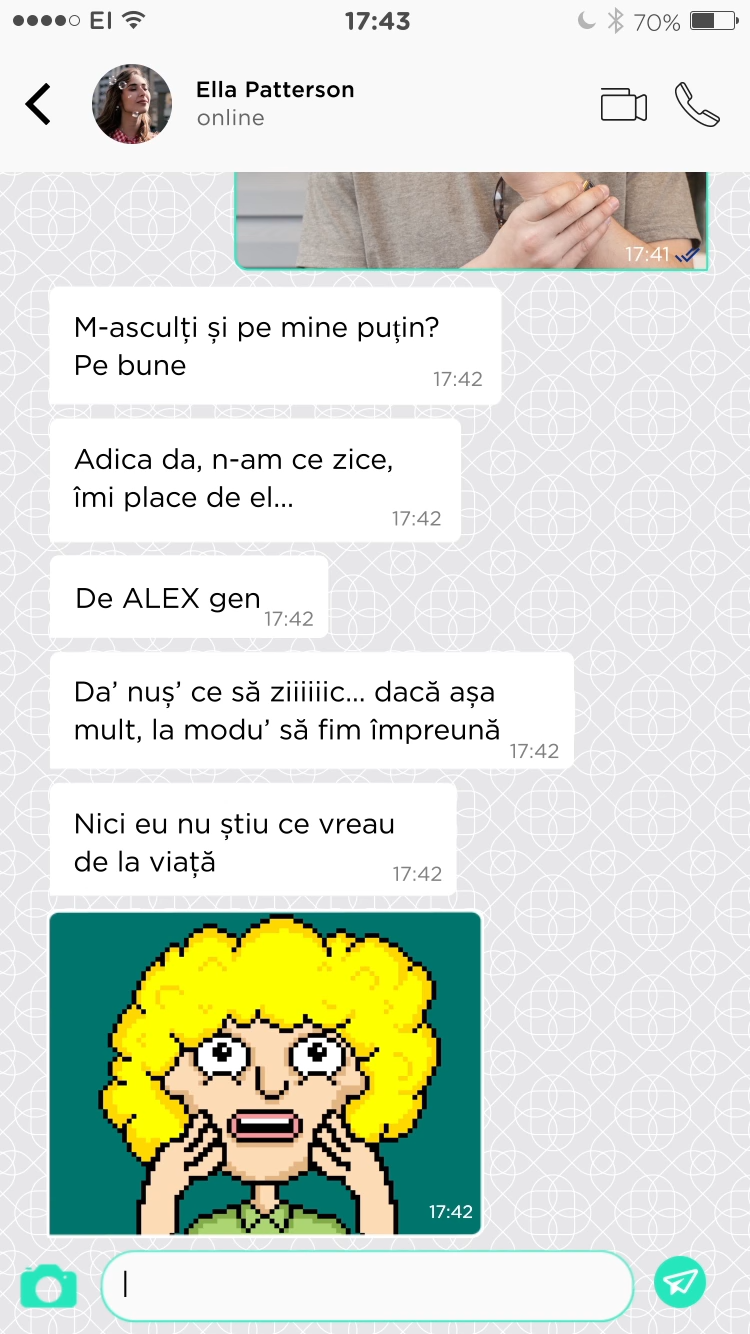 EI 17:43 70%
Ella Patterson
online
17:41
M-asculți și pe mine puțin?
Pe bune
17:42
Adica da, n-am ce zice,
îmi place de el...
17:42
De ALEX gen
17:42
Da’ nuș’ ce să ziiiiiic... dacă așa
mult, la modu’ să fim împreună
17:42
Nici eu nu știu ce vreau
de la viață
17:42
17:42